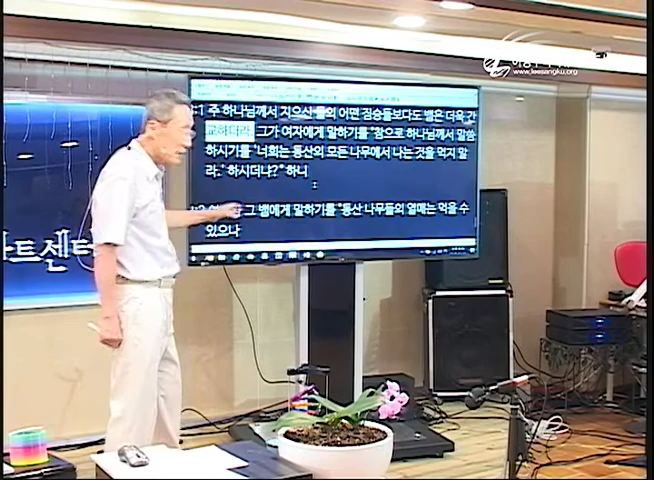 :1 주 하나님께서 지으신 들의 어떤 짐승들보다도 뱀은 더욱 간
교하더라. 그가 여자에게 말하기를 "참으로 하나님께서 말씀
하시기를 '너희는 동산의 모든 나무에서 나는 것을 먹지 말
라.' 하시더냐?" 하니
:2 그 뱀에게 말하기를 "동산 나무들의 열매는 먹을 수
있으나
아트센터
www.leesangku.org